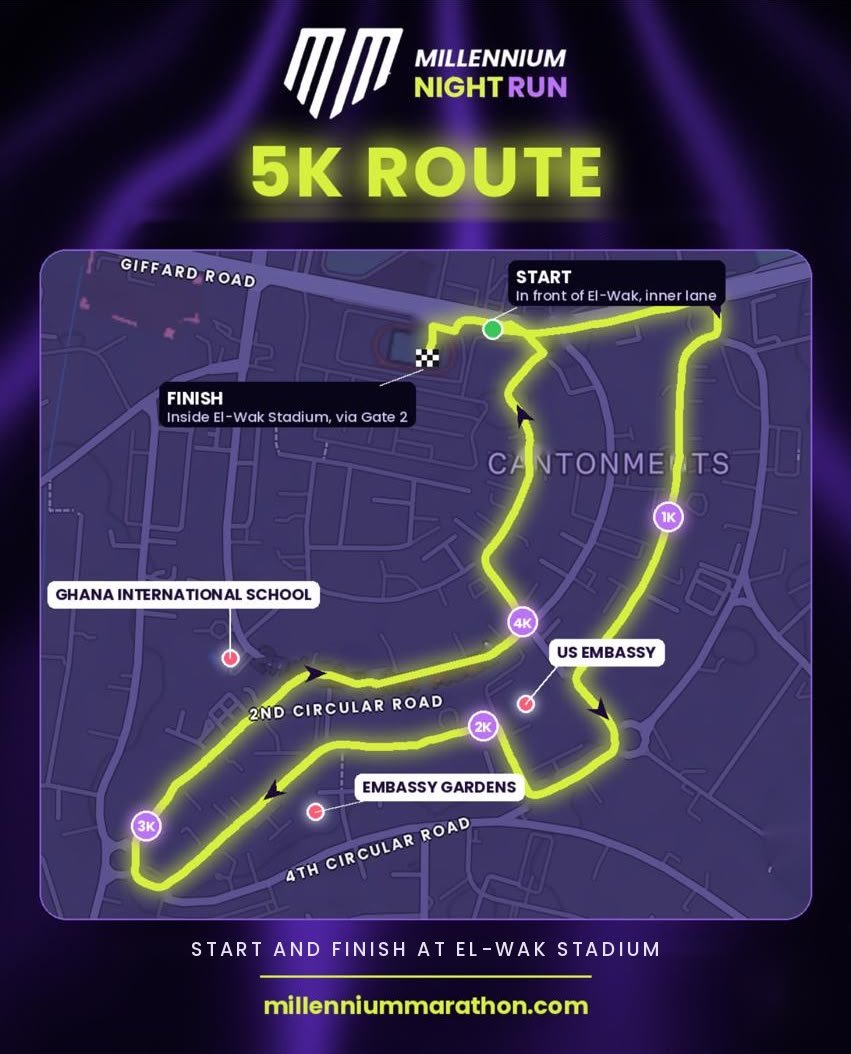 MILLENNIUM
NIGHT RUN
5K ROUTE
GIFFARD ROAD
START
In front of El-Wak, inner lane
FINISH
Inside El-Wak Stadium, via Gate 2
CANTONMENTS
1K
GHANA INTERNATIONAL SCHOOL
4K
US EMBASSY
2ND CIRCULAR ROAD
2K
EMBASSY GARDENS
3K
4TH CIRCULAR ROAD
START AND FINISH AT EL-WAK STADIUM
millenniummarathon.com